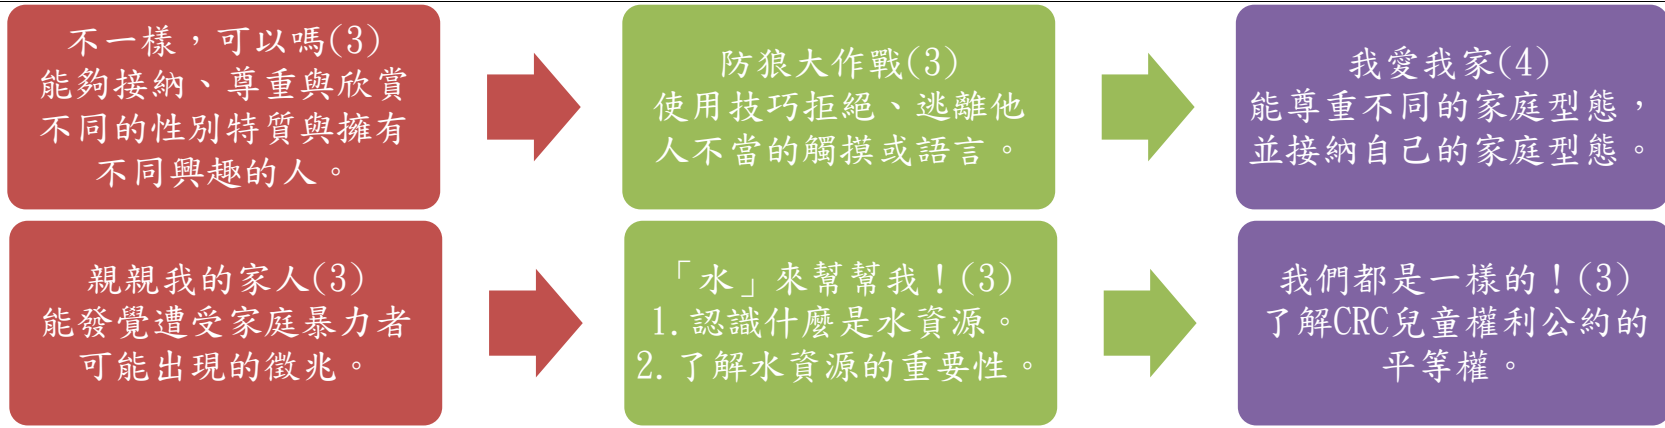 不一樣，可以嗎(3)
能夠接納、尊重與欣賞
不同的性別特質與擁有
不同興趣的人。
防狼大作戰(3)
使用技巧拒絕、逃離他
人不當的觸摸或語言。
我愛我家(4)
能尊重不同的家庭型態，
並接納自己的家庭型態。
親親我的家人(3)
能發覺遭受家庭暴力者
可能出現的徵兆。
「水」來幫幫我！(3)
1.認識什麼是水資源。
2.了解水資源的重要性。
我們都是一樣的！(3)
了解CRC兒童權利公約的
平等權。